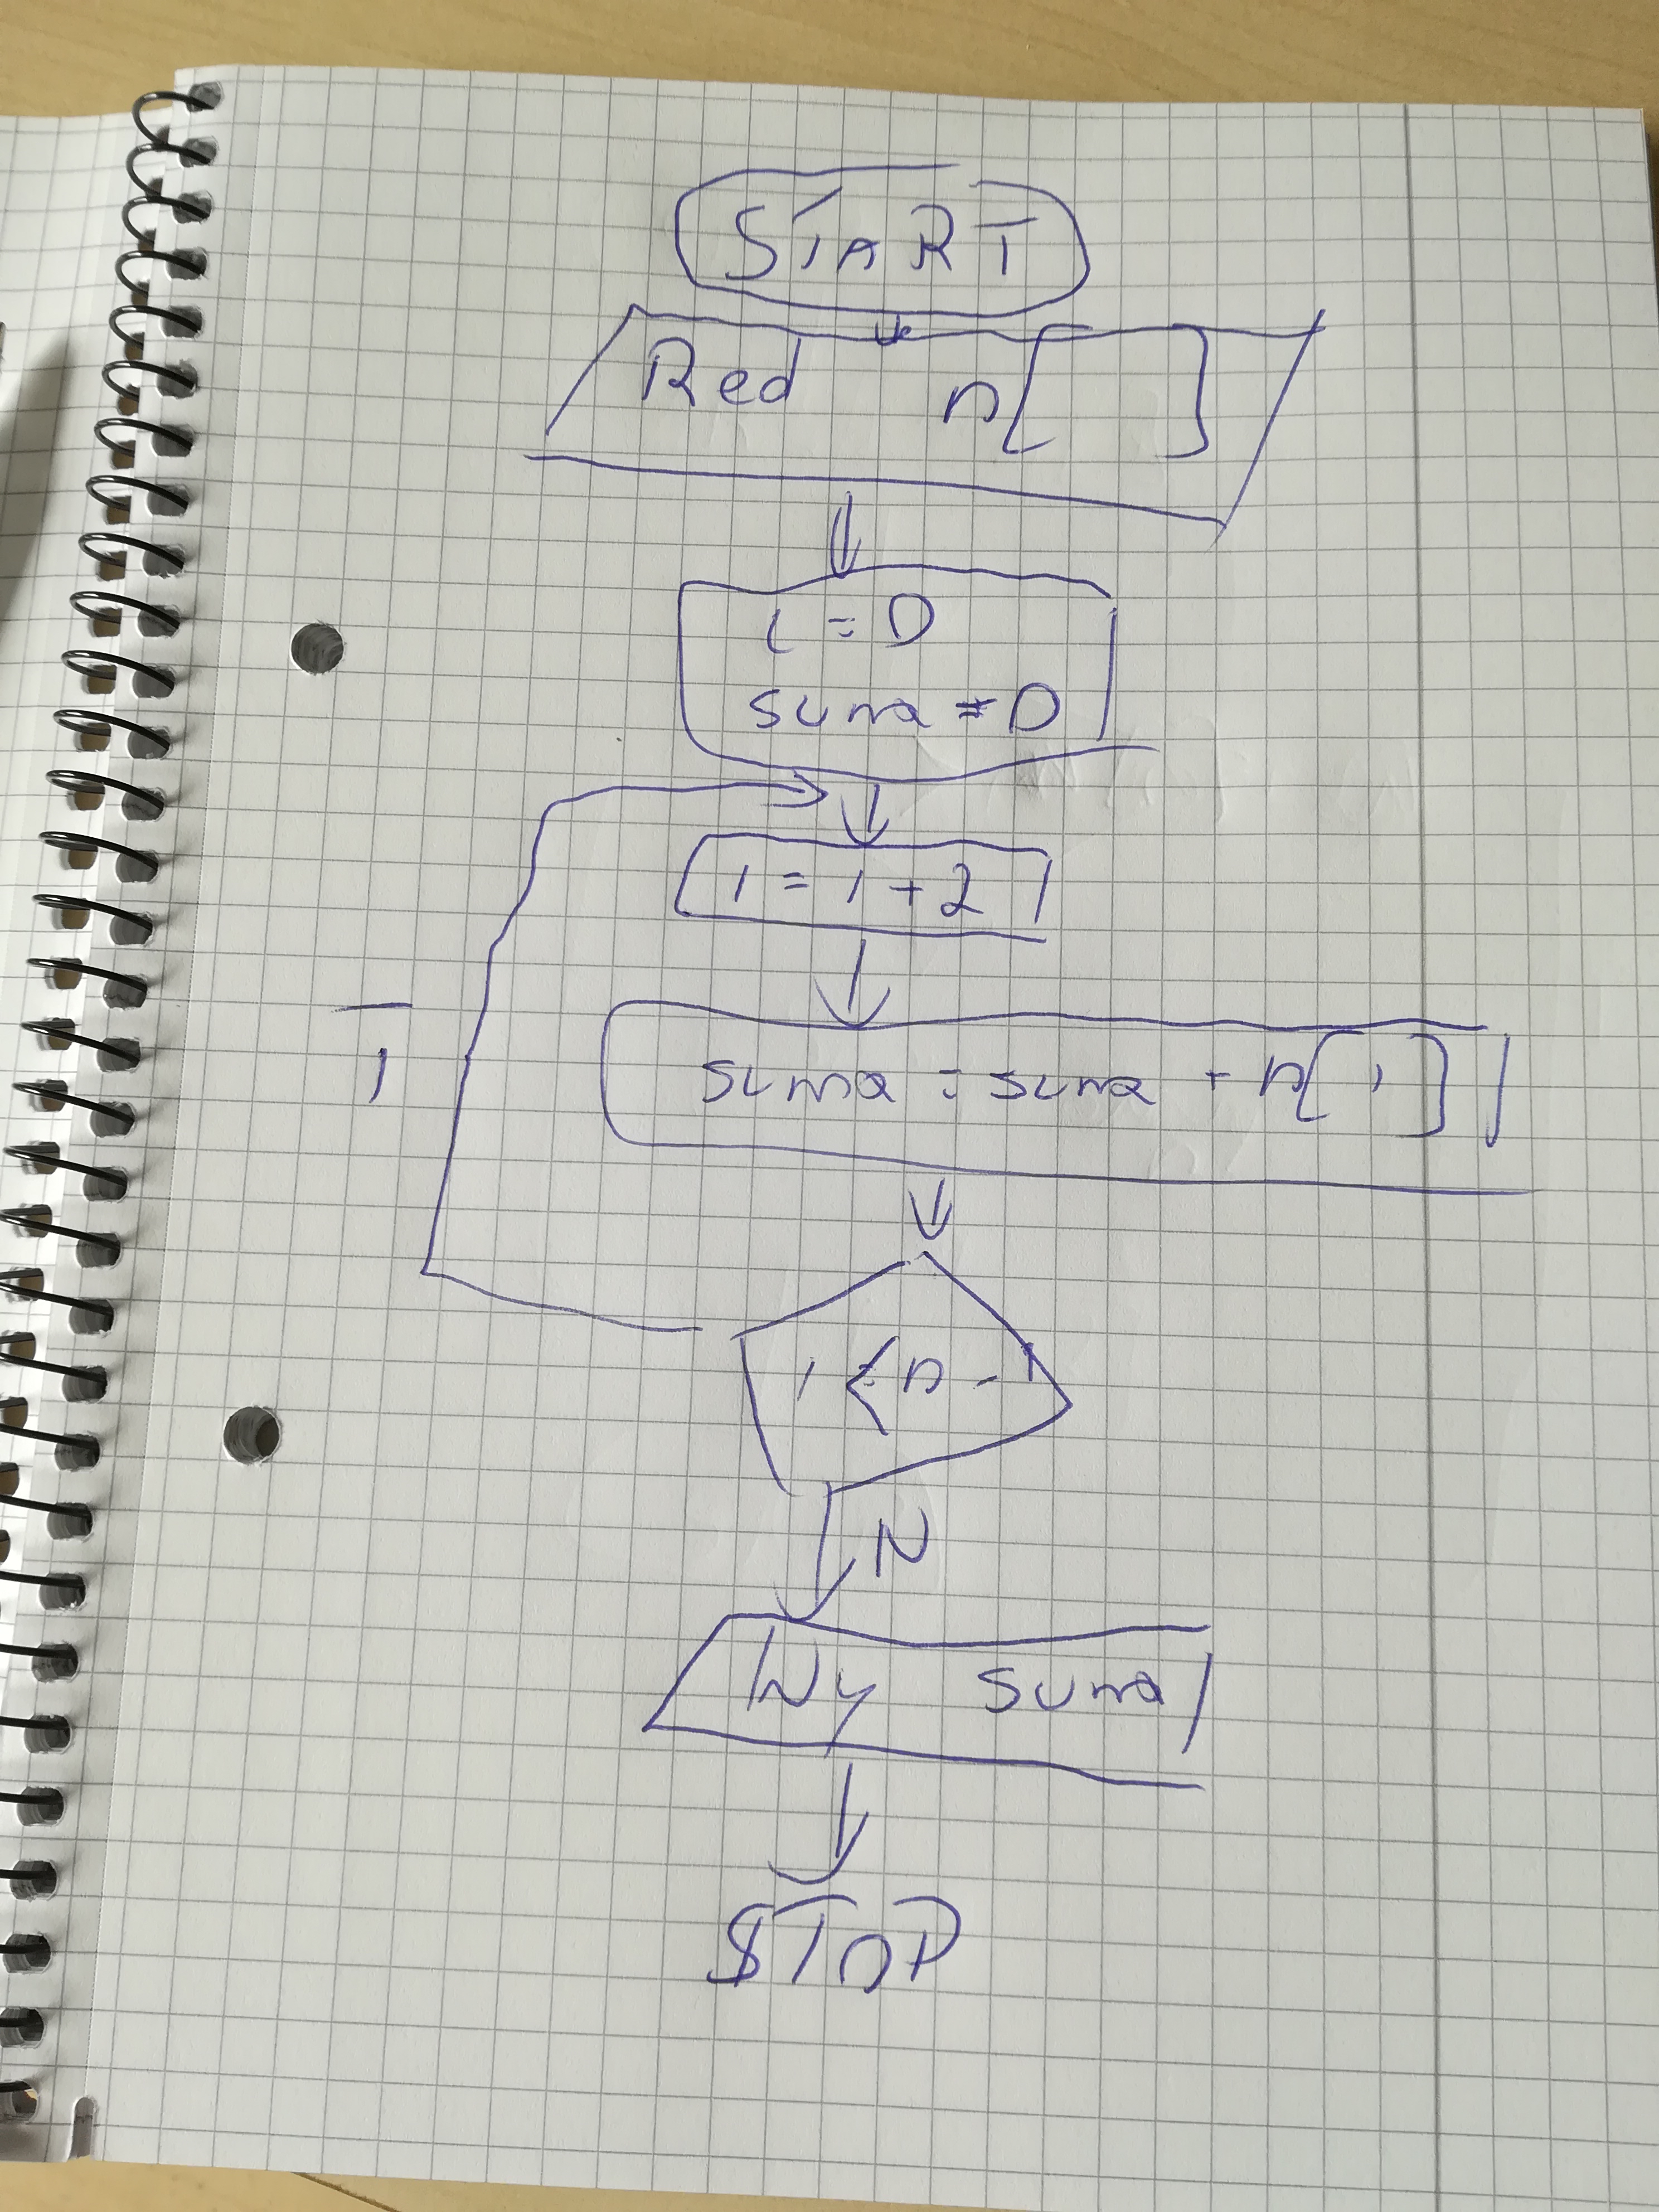 START
Red n[ ]
i = 0
suma = 0
i = i + 2
suma = suma + n[i]
T
i <= n - 1
N
Wy suma
STOP